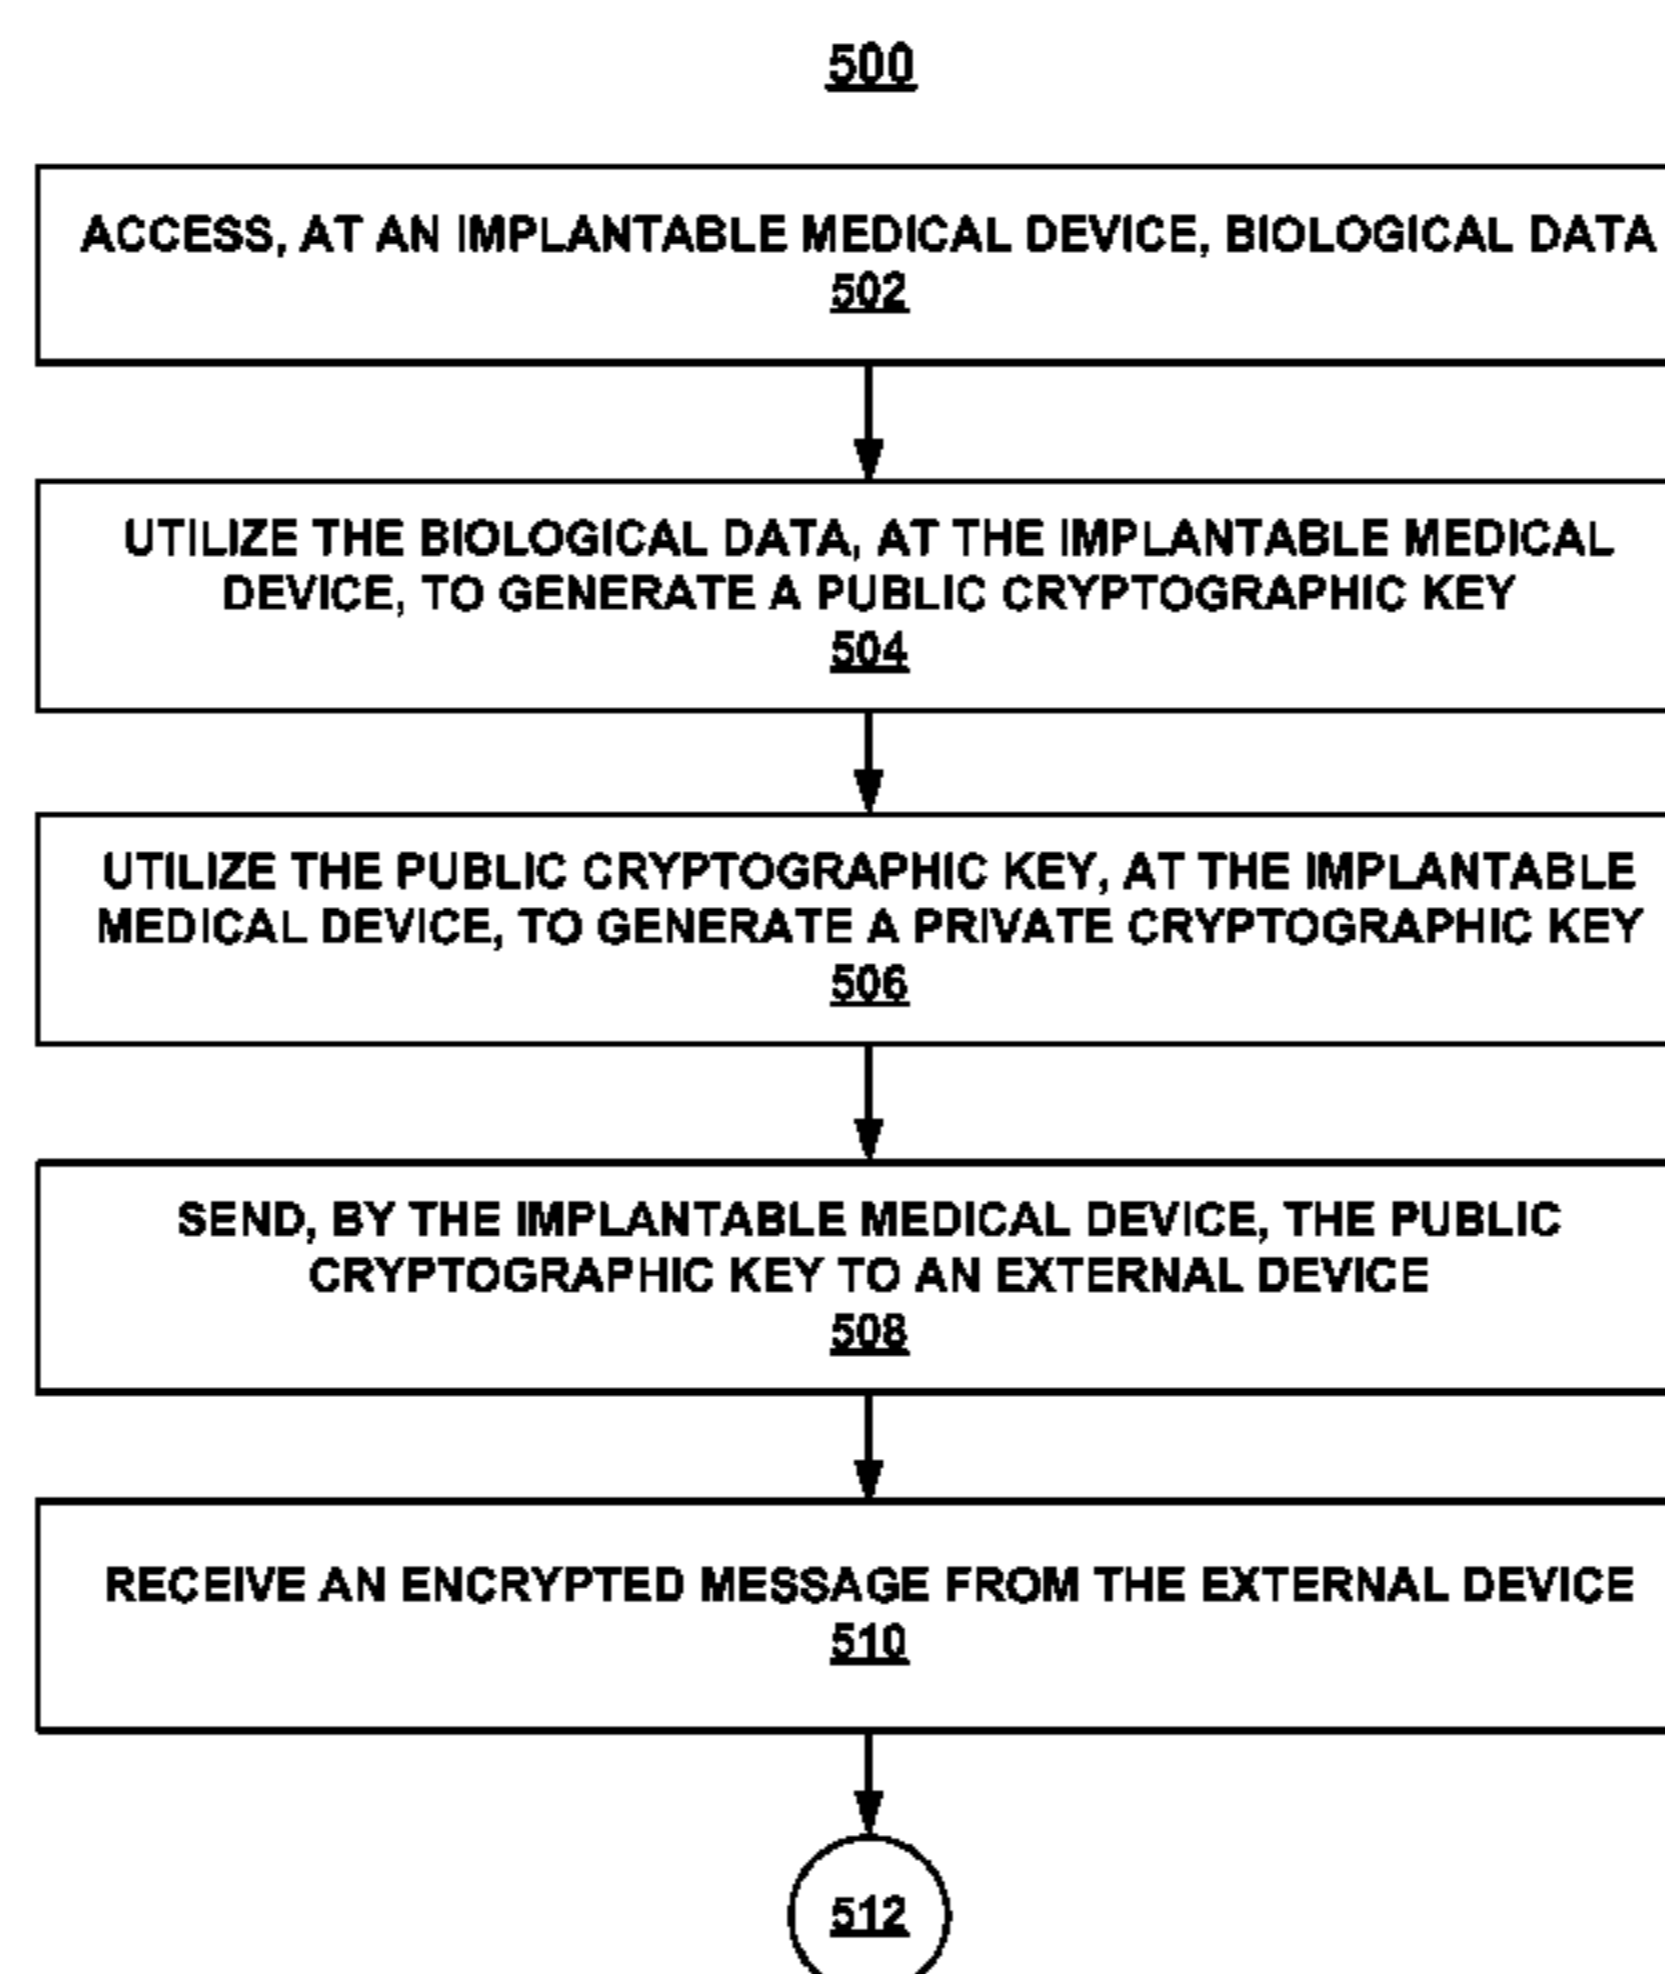 500
ACCESS, AT AN IMPLANTABLE MEDICAL DEVICE, BIOLOGICAL DATA
502
UTILIZE THE BIOLOGICAL DATA, AT THE IMPLANTABLE MEDICAL
DEVICE, TO GENERATE A PUBLIC CRYPTOGRAPHIC KEY
504
UTILIZE THE PUBLIC CRYPTOGRAPHIC KEY, AT THE IMPLANTABLE
MEDICAL DEVICE, TO GENERATE A PRIVATE CRYPTOGRAPHIC KEY
506
SEND, BY THE IMPLANTABLE MEDICAL DEVICE, THE PUBLIC
CRYPTOGRAPHIC KEY TO AN EXTERNAL DEVICE
508
RECEIVE AN ENCRYPTED MESSAGE FROM THE EXTERNAL DEVICE
510
512